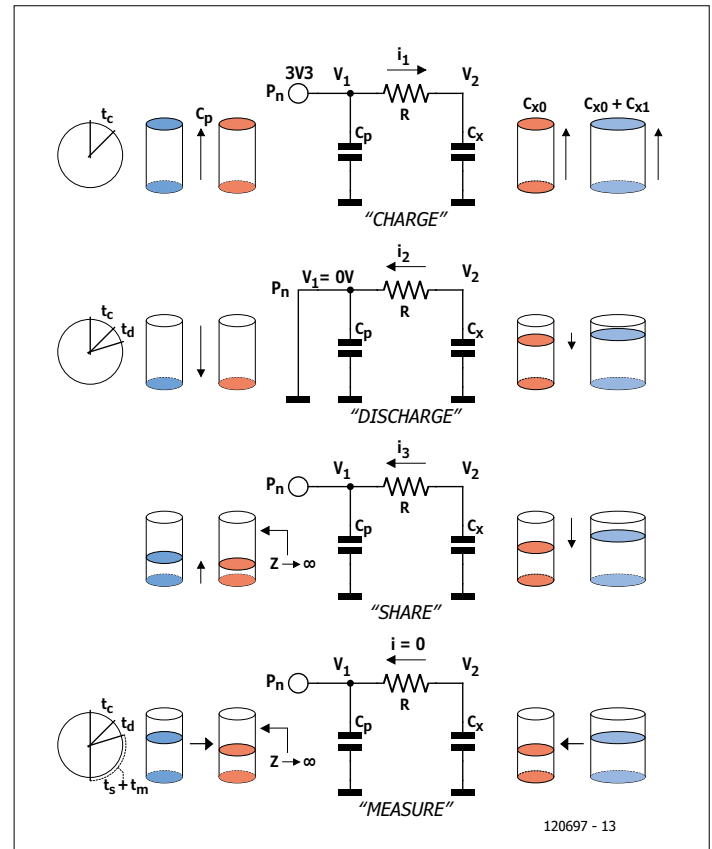 3V3
Pn V1 i1 V2
tc Cp R Cx0 Cx0 + Cx1
Cp Cx
"CHARGE"
i2
Pn V1 = 0V V2
tc R
td Cp Cx
"DISCHARGE"
i3
V1 V2
Pn R
Cp Cx
Z → ∞
"SHARE"
i = 0
V1 V2
Pn R
tc
td Cp Cx
Z → ∞
ts + tm
"MEASURE"
120697 - 13